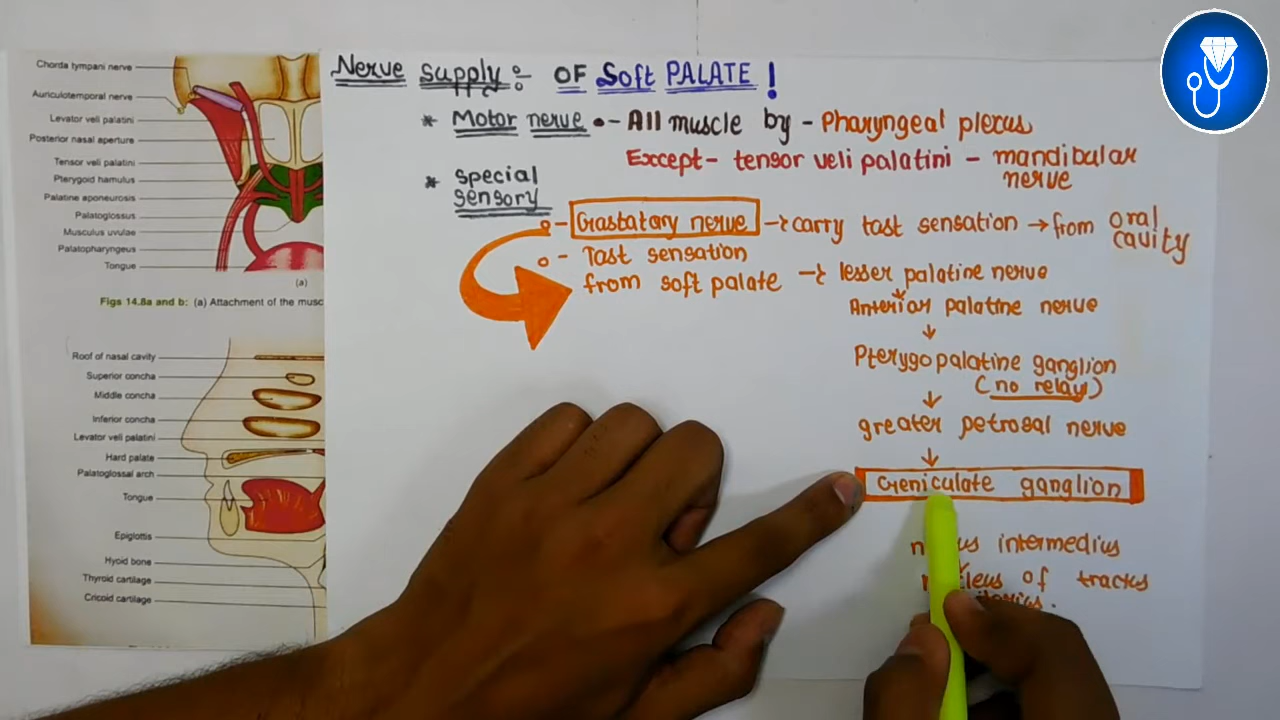 Chorda tympani nerve
Auriculotemporal nerve
Levator veli palatini
Posterior nasal aperture
Tensor veli palatini
Pterygoid hamulus
Palatine aponeurosis
Palatoglossus
Musculus uvulae
Palatopharyngeus
Tongue
(a)
Figs 14.8a and b: (a) Attachment of the musc
Roof of nasal cavity
Superior concha
Middle concha
Inferior concha
Levator veli palatini
Hard palate
Palatoglossal arch
Tongue
Epiglottis
Hyoid bone
Thyroid cartilage
Cricoid cartilage
Nerve supply :- OF Soft PALATE !
* Motor nerve •- All muscle by - Pharyngeal plexus
Except - tensor veli palatini - mandibular
nerve
* special
sensory
o - Gastatary nerve → carry tast sensation → from oral
cavity
o - Tast sensation
from soft palate → lesser palatine nerve
↓
Anterior palatine nerve
↓
Pterygopalatine ganglion
(no relay)
↓
greater petrosal nerve
↓
Geniculate ganglion
intermedius
of tractus